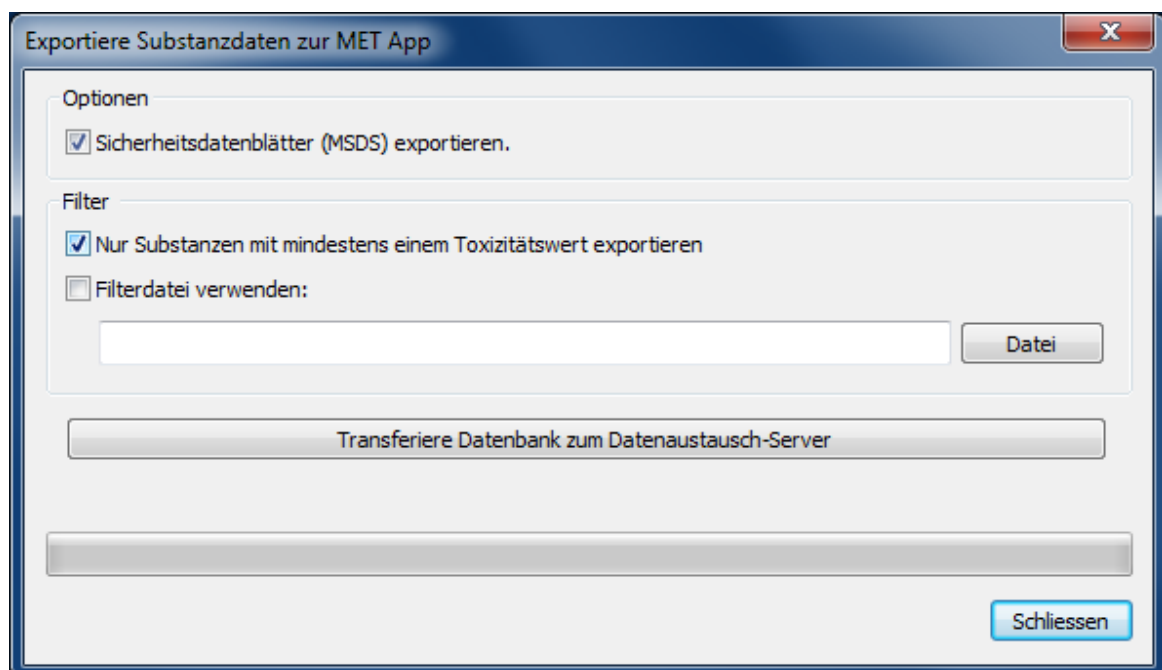 Exportiere Substanzdaten zur MET App
Optionen
Sicherheitsdatenblätter (MSDS) exportieren.
Filter
Nur Substanzen mit mindestens einem Toxizitätswert exportieren
Filterdatei verwenden:
Datei
Transferiere Datenbank zum Datenaustausch-Server
Schliessen